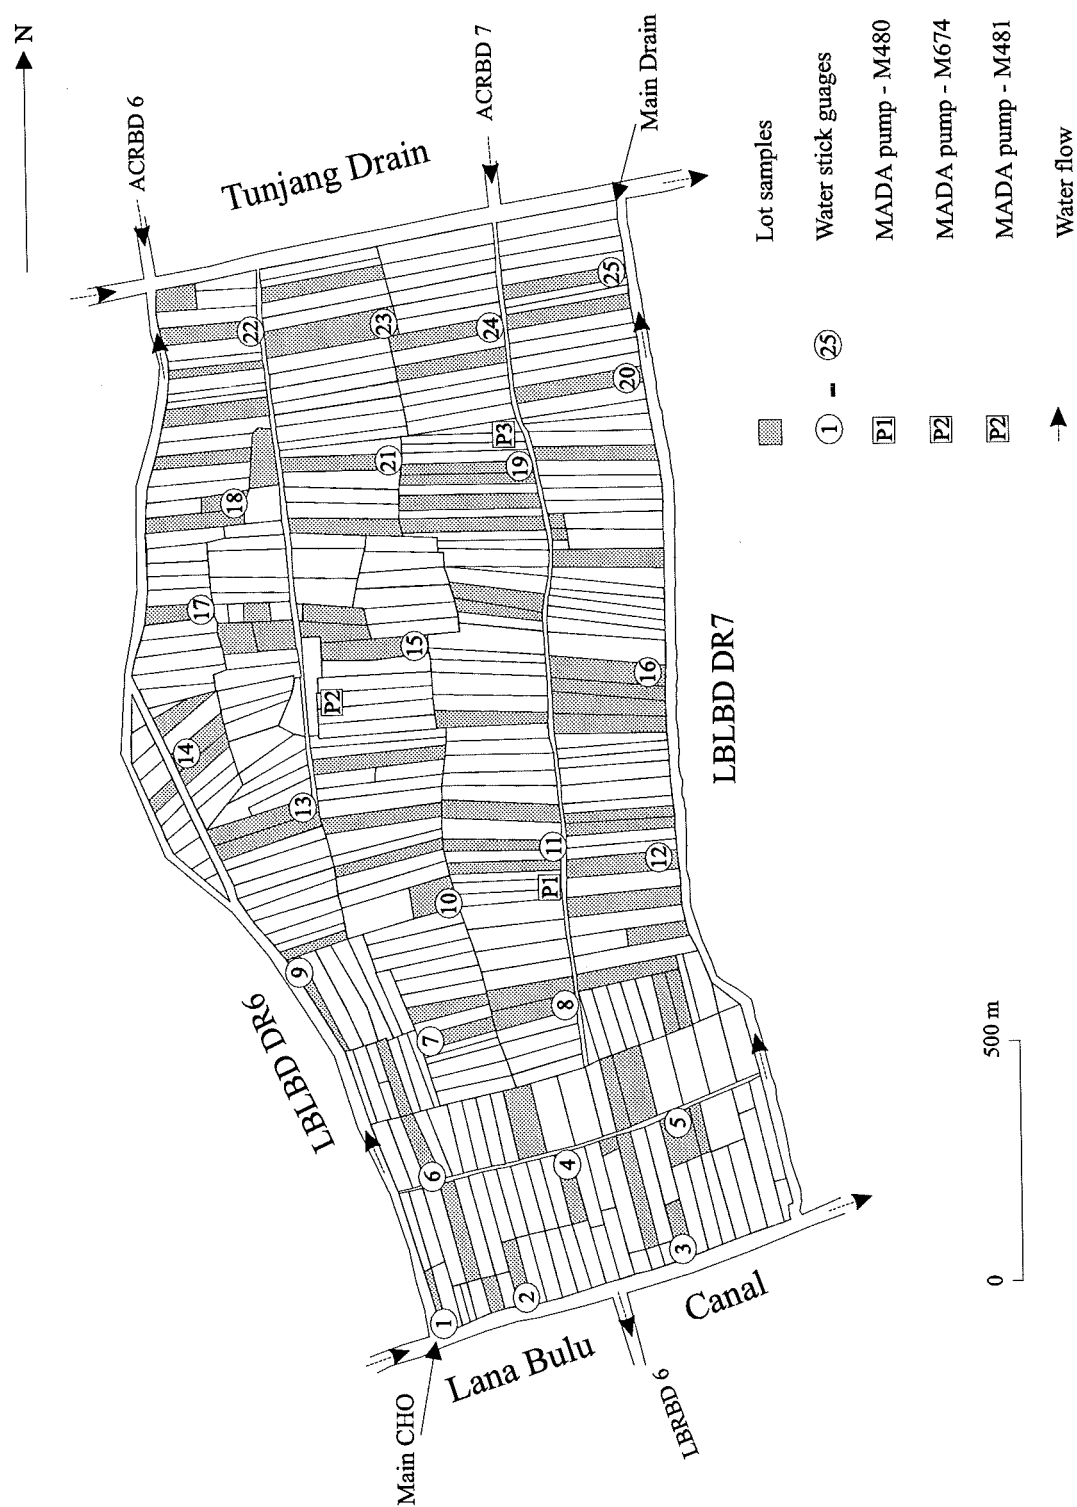 N
ACRBD 6
Tunjang Drain
ACRBD 7
Main Drain
22
23
24
25
20
21
P3
19
18
17
15
P2
16
14
13
11
12
10
P1
9
8
7
6
5
4
3
2
1
LBLBD DR6
LBLBD DR7
Main CHO
Lana Bulu
Canal
LBRBD 6
0 500 m
Lot samples
1 - 25 Water stick guages
P1 MADA pump - M480
P2 MADA pump - M674
P2 MADA pump - M481
Water flow